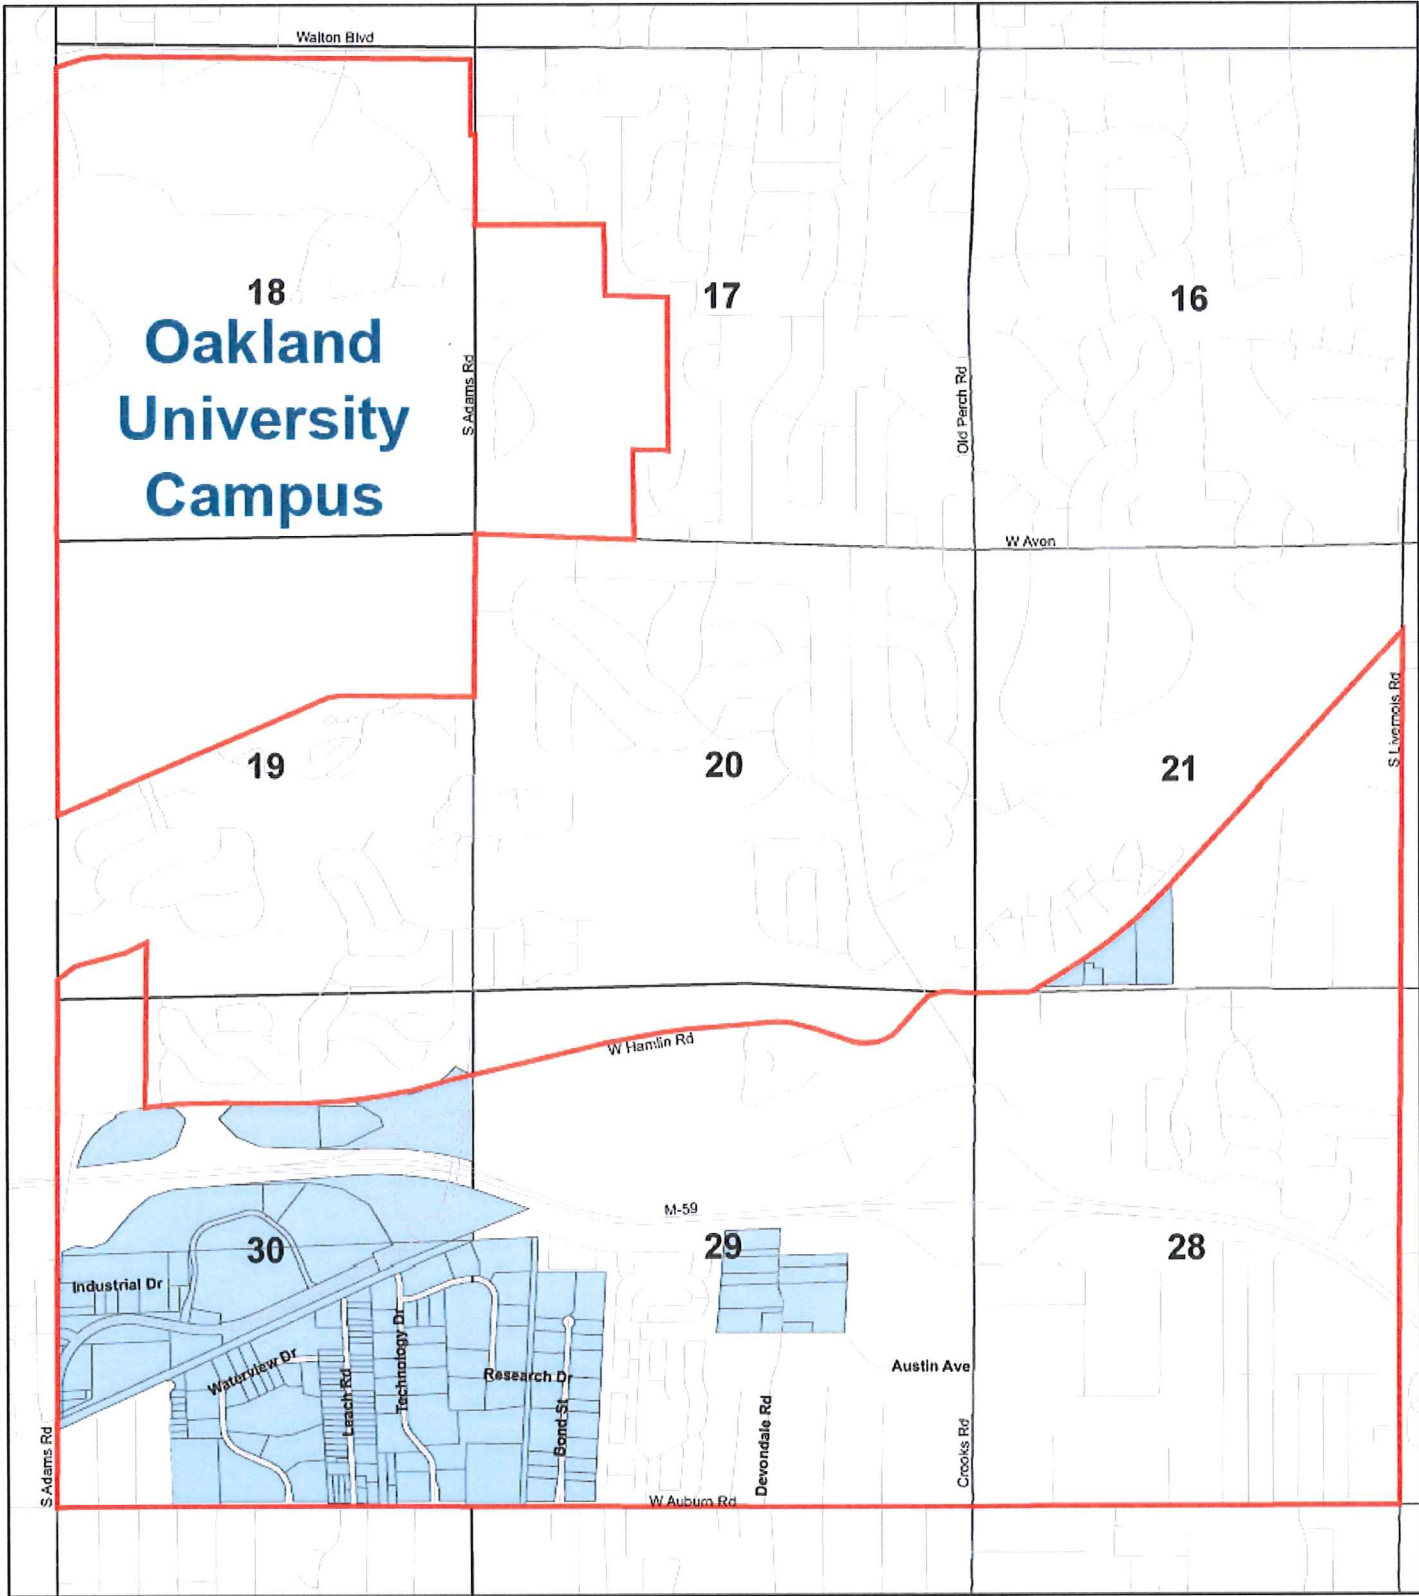 Walton Blvd
18
17
16
Oakland
University
Campus
S Adams Rd
Old Perch Rd
W Avon
S Livernois Rd
19
20
21
W Hamlin Rd
M-59
30
29
28
Industrial Dr
Waterview Dr
Leach Rd
Technology Dr
Research Dr
Bond St
Austin Ave
Devondale Rd
Crooks Rd
S Adams Rd
W Auburn Rd